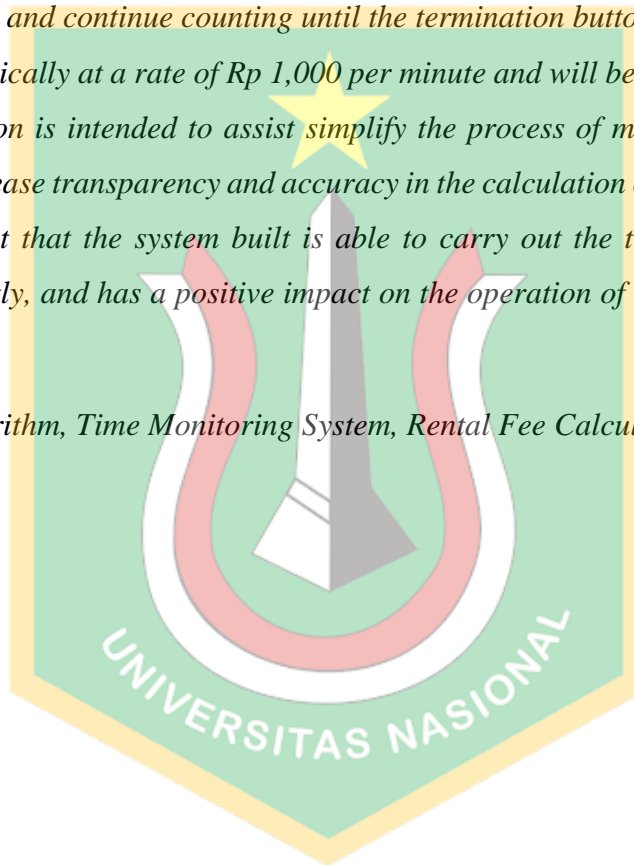 and continue counting until the termination butto
ically at a rate of Rp 1,000 per minute and will be
on is intended to assist simplify the process of m
ease transparency and accuracy in the calculation
t that the system built is able to carry out the t
ly, and has a positive impact on the operation of
rithm, Time Monitoring System, Rental Fee Calcu
UNIVERSITAS NASIONAL